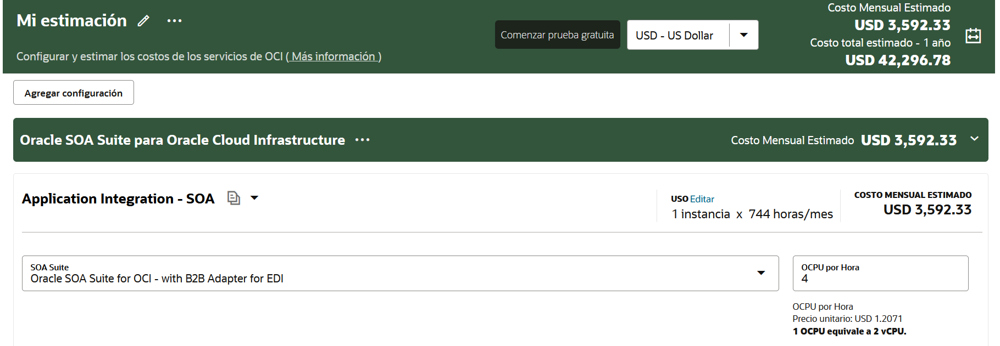 Mi estimación
Configurar y estimar los costos de los servicios de OCI ( Más información )
Comenzar prueba gratuita
USD - US Dollar
Costo Mensual Estimado
USD 3,592.33
Costo total estimado - 1 año
USD 42,296.78
Agregar configuración
Oracle SOA Suite para Oracle Cloud Infrastructure
Costo Mensual Estimado USD 3,592.33
Application Integration - SOA
USO Editar
1 instancia x 744 horas/mes
COSTO MENSUAL ESTIMADO
USD 3,592.33
SOA Suite
Oracle SOA Suite for OCI - with B2B Adapter for EDI
OCPU por Hora
4
OCPU por Hora
Precio unitario: USD 1.2071
1 OCPU equivale a 2 vCPU.